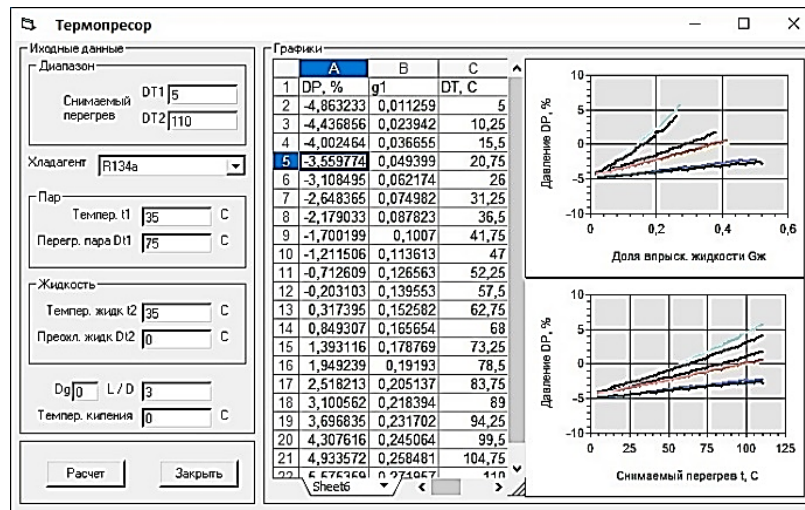 Термопресор
Иходные данные
Диапазон
Снимаемый перегрев
DT1 5
DT2 110
Хладагент R134a
Пар
Темпер. t1 35 C
Перегр. пара Dt1 75 C
Жидкость
Темпер. жидк t2 35 C
Преохл. жидк Dt2 0 C
Dg 0 L / D 3
Темпер. кипения 0 C
Расчет Закрыть
Графики
A B C
1 DP, % g1 DT, C
2 -4,863233 0,011259 5
3 -4,436856 0,023942 10,25
4 -4,002464 0,036655 15,5
5 -3,559774 0,049399 20,75
6 -3,108495 0,062174 26
7 -2,648365 0,074982 31,25
8 -2,179033 0,087823 36,5
9 -1,700199 0,1007 41,75
10 -1,211506 0,113613 47
11 -0,712609 0,126563 52,25
12 -0,203103 0,139553 57,5
13 0,317395 0,152582 62,75
14 0,849307 0,165654 68
15 1,393116 0,178769 73,25
16 1,949239 0,19193 78,5
17 2,518213 0,205137 83,75
18 3,100562 0,218394 89
19 3,696835 0,231702 94,25
20 4,307616 0,245064 99,5
21 4,933572 0,258481 104,75
22 5,575359 0,271957 110
Sheet6
Давление DP, %
10
5
0
-5
-10
0 0,2 0,4 0,6
Доля впрыск. жидкости Gж
Давление DP, %
10
5
0
-5
-10
0 25 50 75 100 125
Снимаемый перегрев t, C